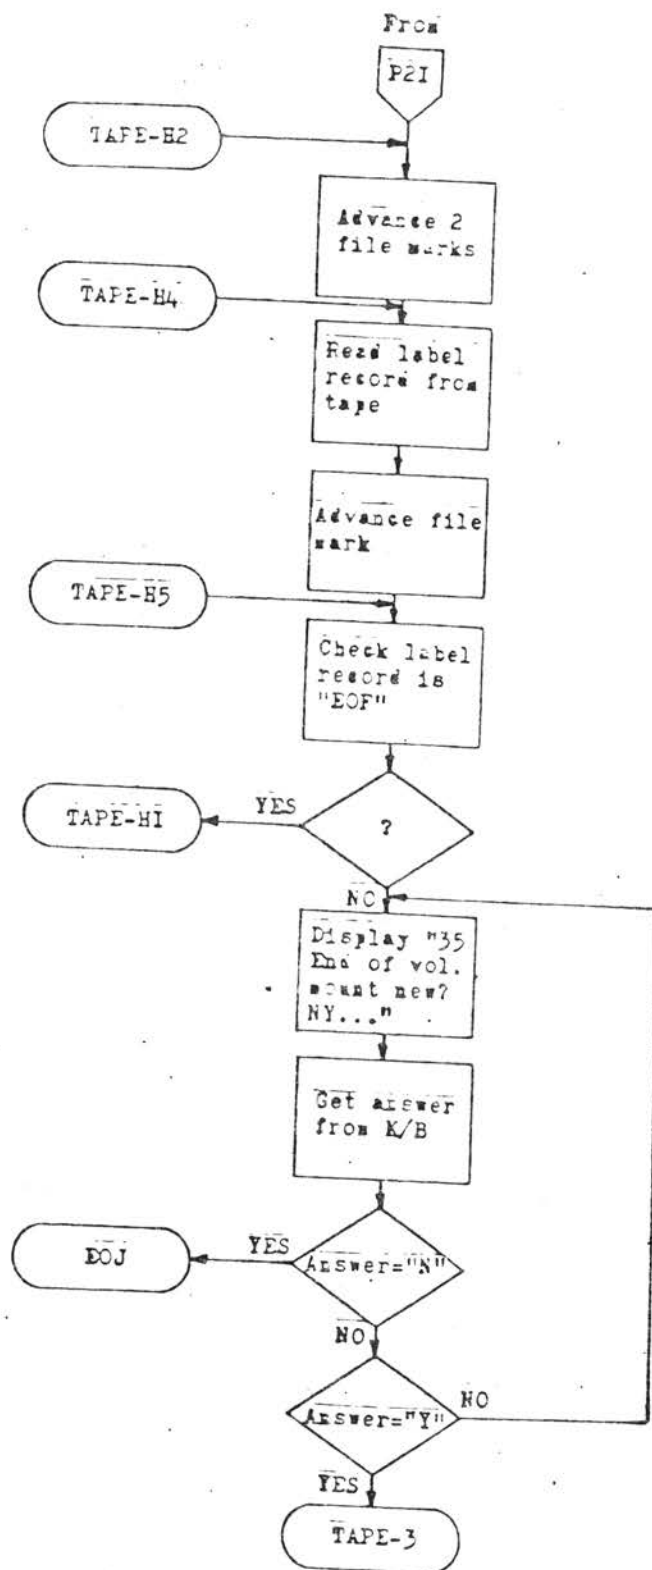 From
P2I
TAPE-H2
Advance 2
file marks
TAPE-H4
Read label
record from
tape
Advance file
mark
TAPE-H5
Check label
record is
"EOF"
TAPE-HI
YES
?
NO
Display "35
End of vol.
mount new?
NY..."
Get answer
from K/B
EOJ
YES
Answer="N"
NO
Answer="Y"
NO
YES
TAPE-3